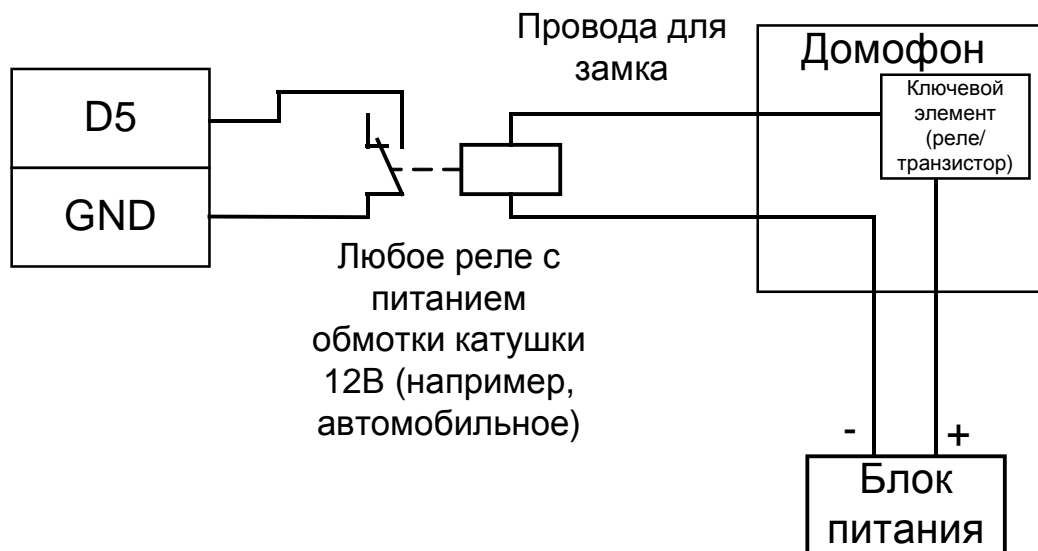 D5
GND
Провода для
замка
Любое реле с
питанием
обмотки катушки
12В (например,
автомобильное)
Домофон
Ключевой
элемент
(реле/
транзистор)
- +
Блок
питания